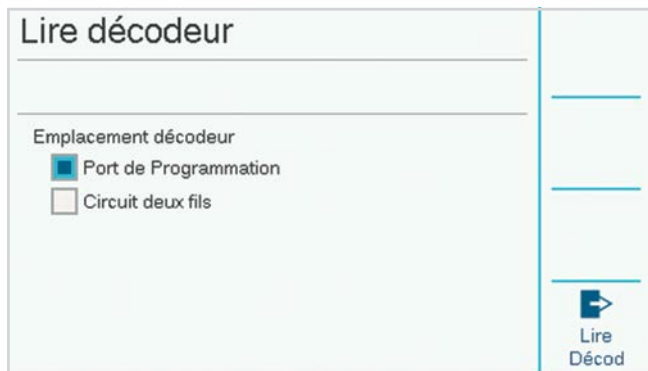 Lire décodeur
Emplacement décodeur
Port de Programmation
Circuit deux fils
Lire
Décod